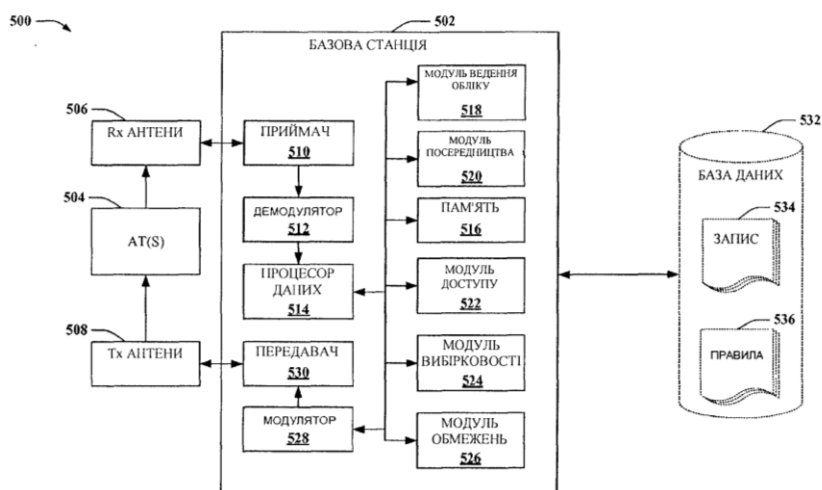 500
502
БАЗОВА СТАНЦІЯ
506
Rx АНТЕНИ
504
AT(S)
508
Tx АНТЕНИ
ПРИЙМАЧ
510
ДЕМОДУЛЯТОР
512
ПРОЦЕСОР
ДАНИХ
514
ПЕРЕДАВАЧ
530
МОДУЛЯТОР
528
МОДУЛЬ ВЕДЕННЯ
ОБЛІКУ
518
МОДУЛЬ
ПОСЕРЕДНИЦТВА
520
ПАМ'ЯТЬ
516
МОДУЛЬ
ДОСТУПУ
522
МОДУЛЬ
ВИБІРКОВОСТІ
524
МОДУЛЬ
ОБМЕЖЕНЬ
526
532
БАЗА ДАНИХ
534
ЗАПИС
536
ПРАВИЛА